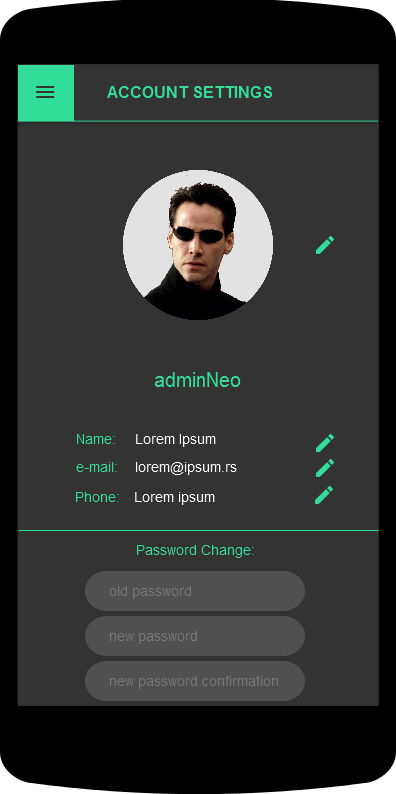 ACCOUNT SETTINGS
adminNeo
Name: Lorem Ipsum
e-mail: lorem@ipsum.rs
Phone: Lorem ipsum
Password Change:
old password
new password
new password confirmation